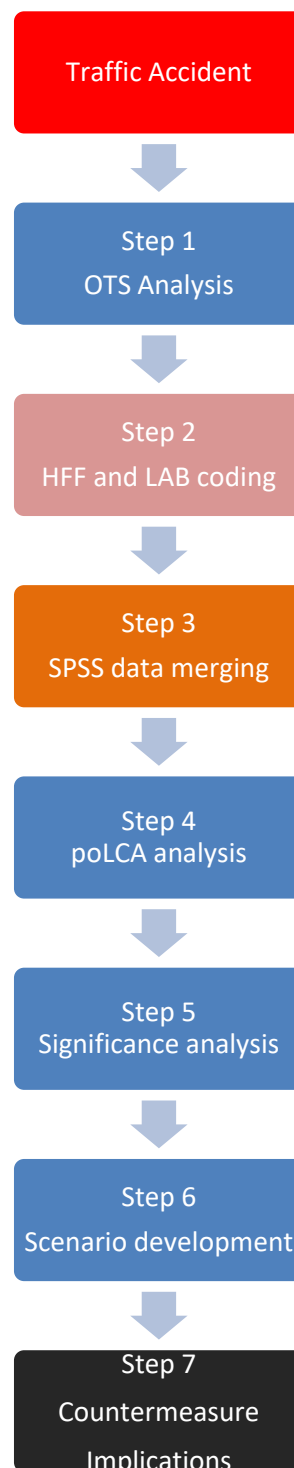 Traffic Accident
Step 1
OTS Analysis
Step 2
HFF and LAB coding
Step 3
SPSS data merging
Step 4
poLCA analysis
Step 5
Significance analysis
Step 6
Scenario development
Step 7
Countermeasure
Implications